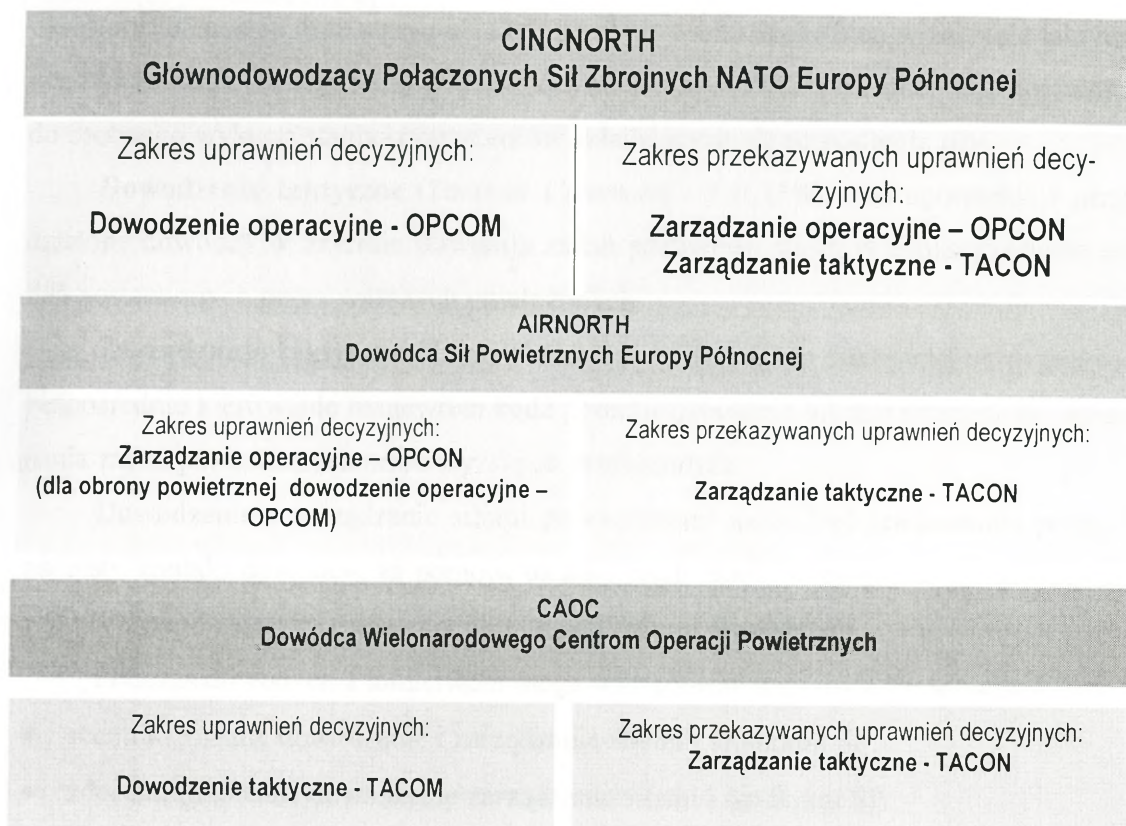 CINCNORTH
Głównodowodzący Połączonych Sił Zbrojnych NATO Europy Północnej
Zakres uprawnień decyzyjnych:
Dowodzenie operacyjne - OPCOM
Zakres przekazywanych uprawnień decy-
zyjnych:
Zarządzanie operacyjne – OPCON
Zarządzanie taktyczne - TACON
AIRNORTH
Dowódca Sił Powietrznych Europy Północnej
Zakres uprawnień decyzyjnych:
Zarządzanie operacyjne – OPCON
(dla obrony powietrznej dowodzenie operacyjne –
OPCOM)
Zakres przekazywanych uprawnień decyzyjnych:
Zarządzanie taktyczne - TACON
CAOC
Dowódca Wielonarodowego Centrom Operacji Powietrznych
Zakres uprawnień decyzyjnych:
Dowodzenie taktyczne - TACOM
Zakres przekazywanych uprawnień decyzyjnych:
Zarządzanie taktyczne - TACON